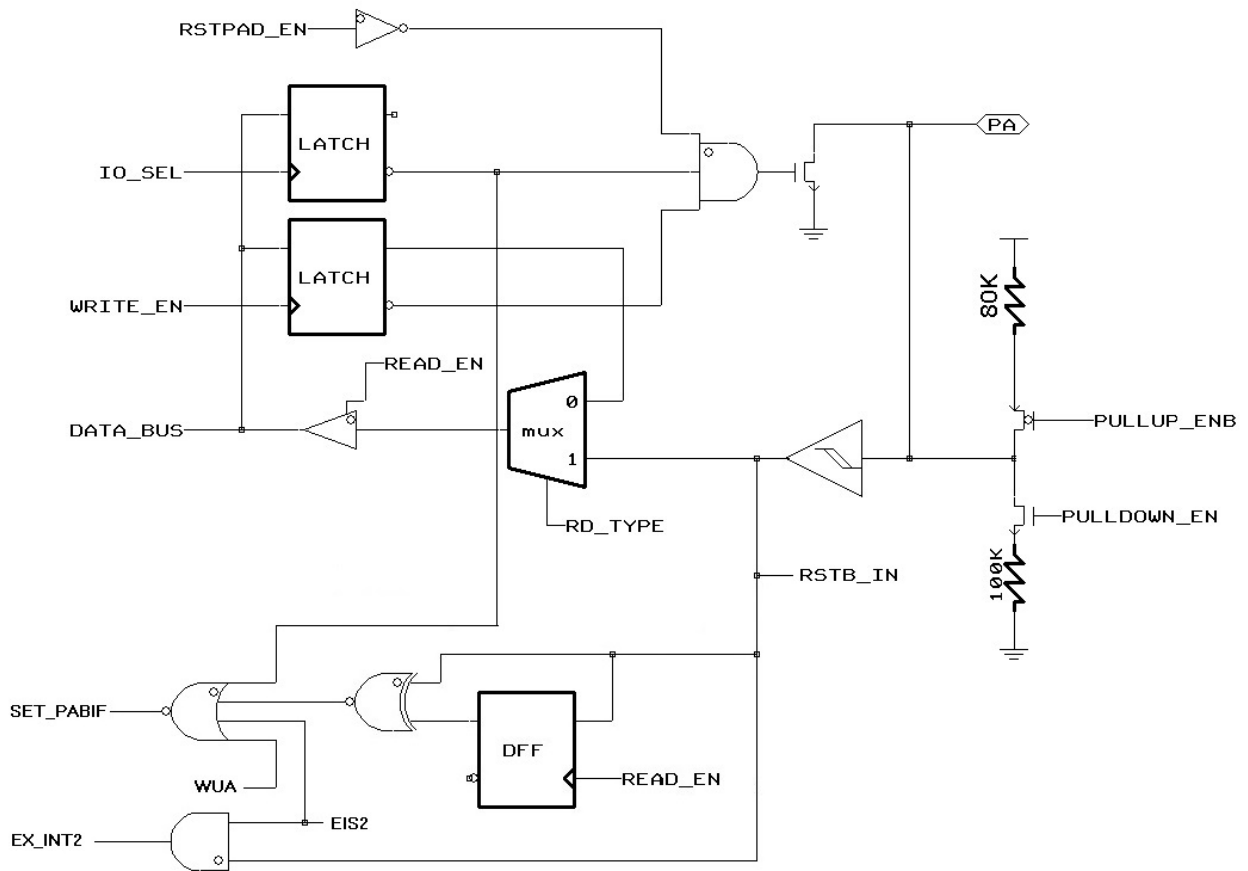 RSTPAD_EN
PA
LATCH
IO_SEL
LATCH
WRITE_EN
80K
READ_EN
0
DATA_BUS
mux
PULLUP_ENB
1
RD_TYPE
PULLDOWN_EN
RSTB_IN
100K
SET_PABIF
DFF
READ_EN
WUA
EIS2
EX_INT2